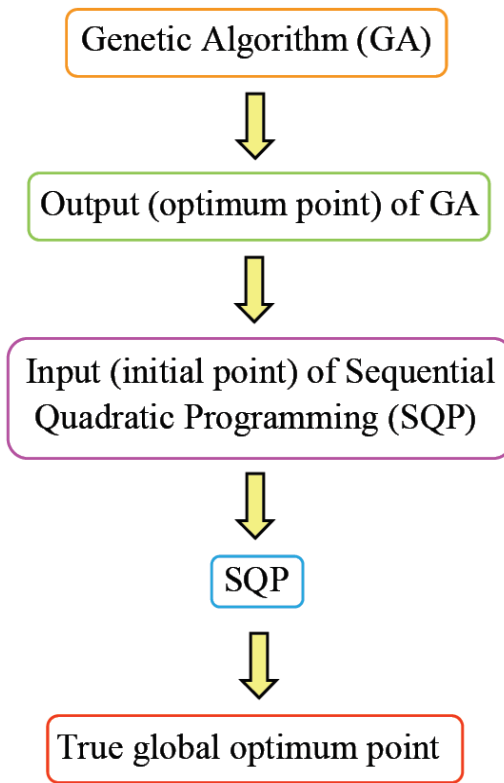 Genetic Algorithm (GA)
Output (optimum point) of GA
Input (initial point) of Sequential
Quadratic Programming (SQP)
SQP
True global optimum point